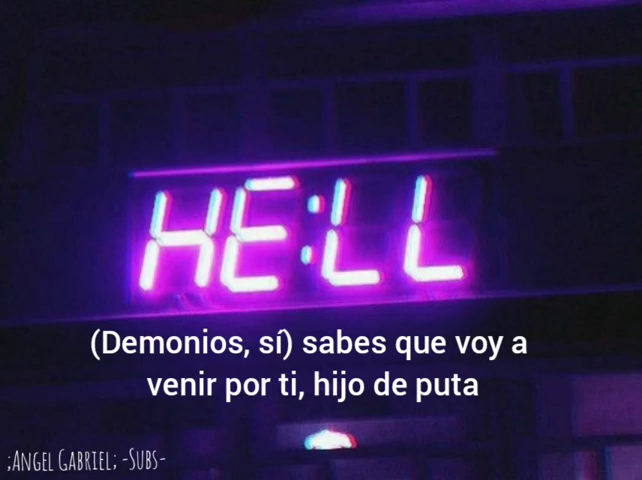 HE:LL
(Demonios, sí) sabes que voy a
venir por ti, hijo de puta
;Angel Gabriel; -Subs-